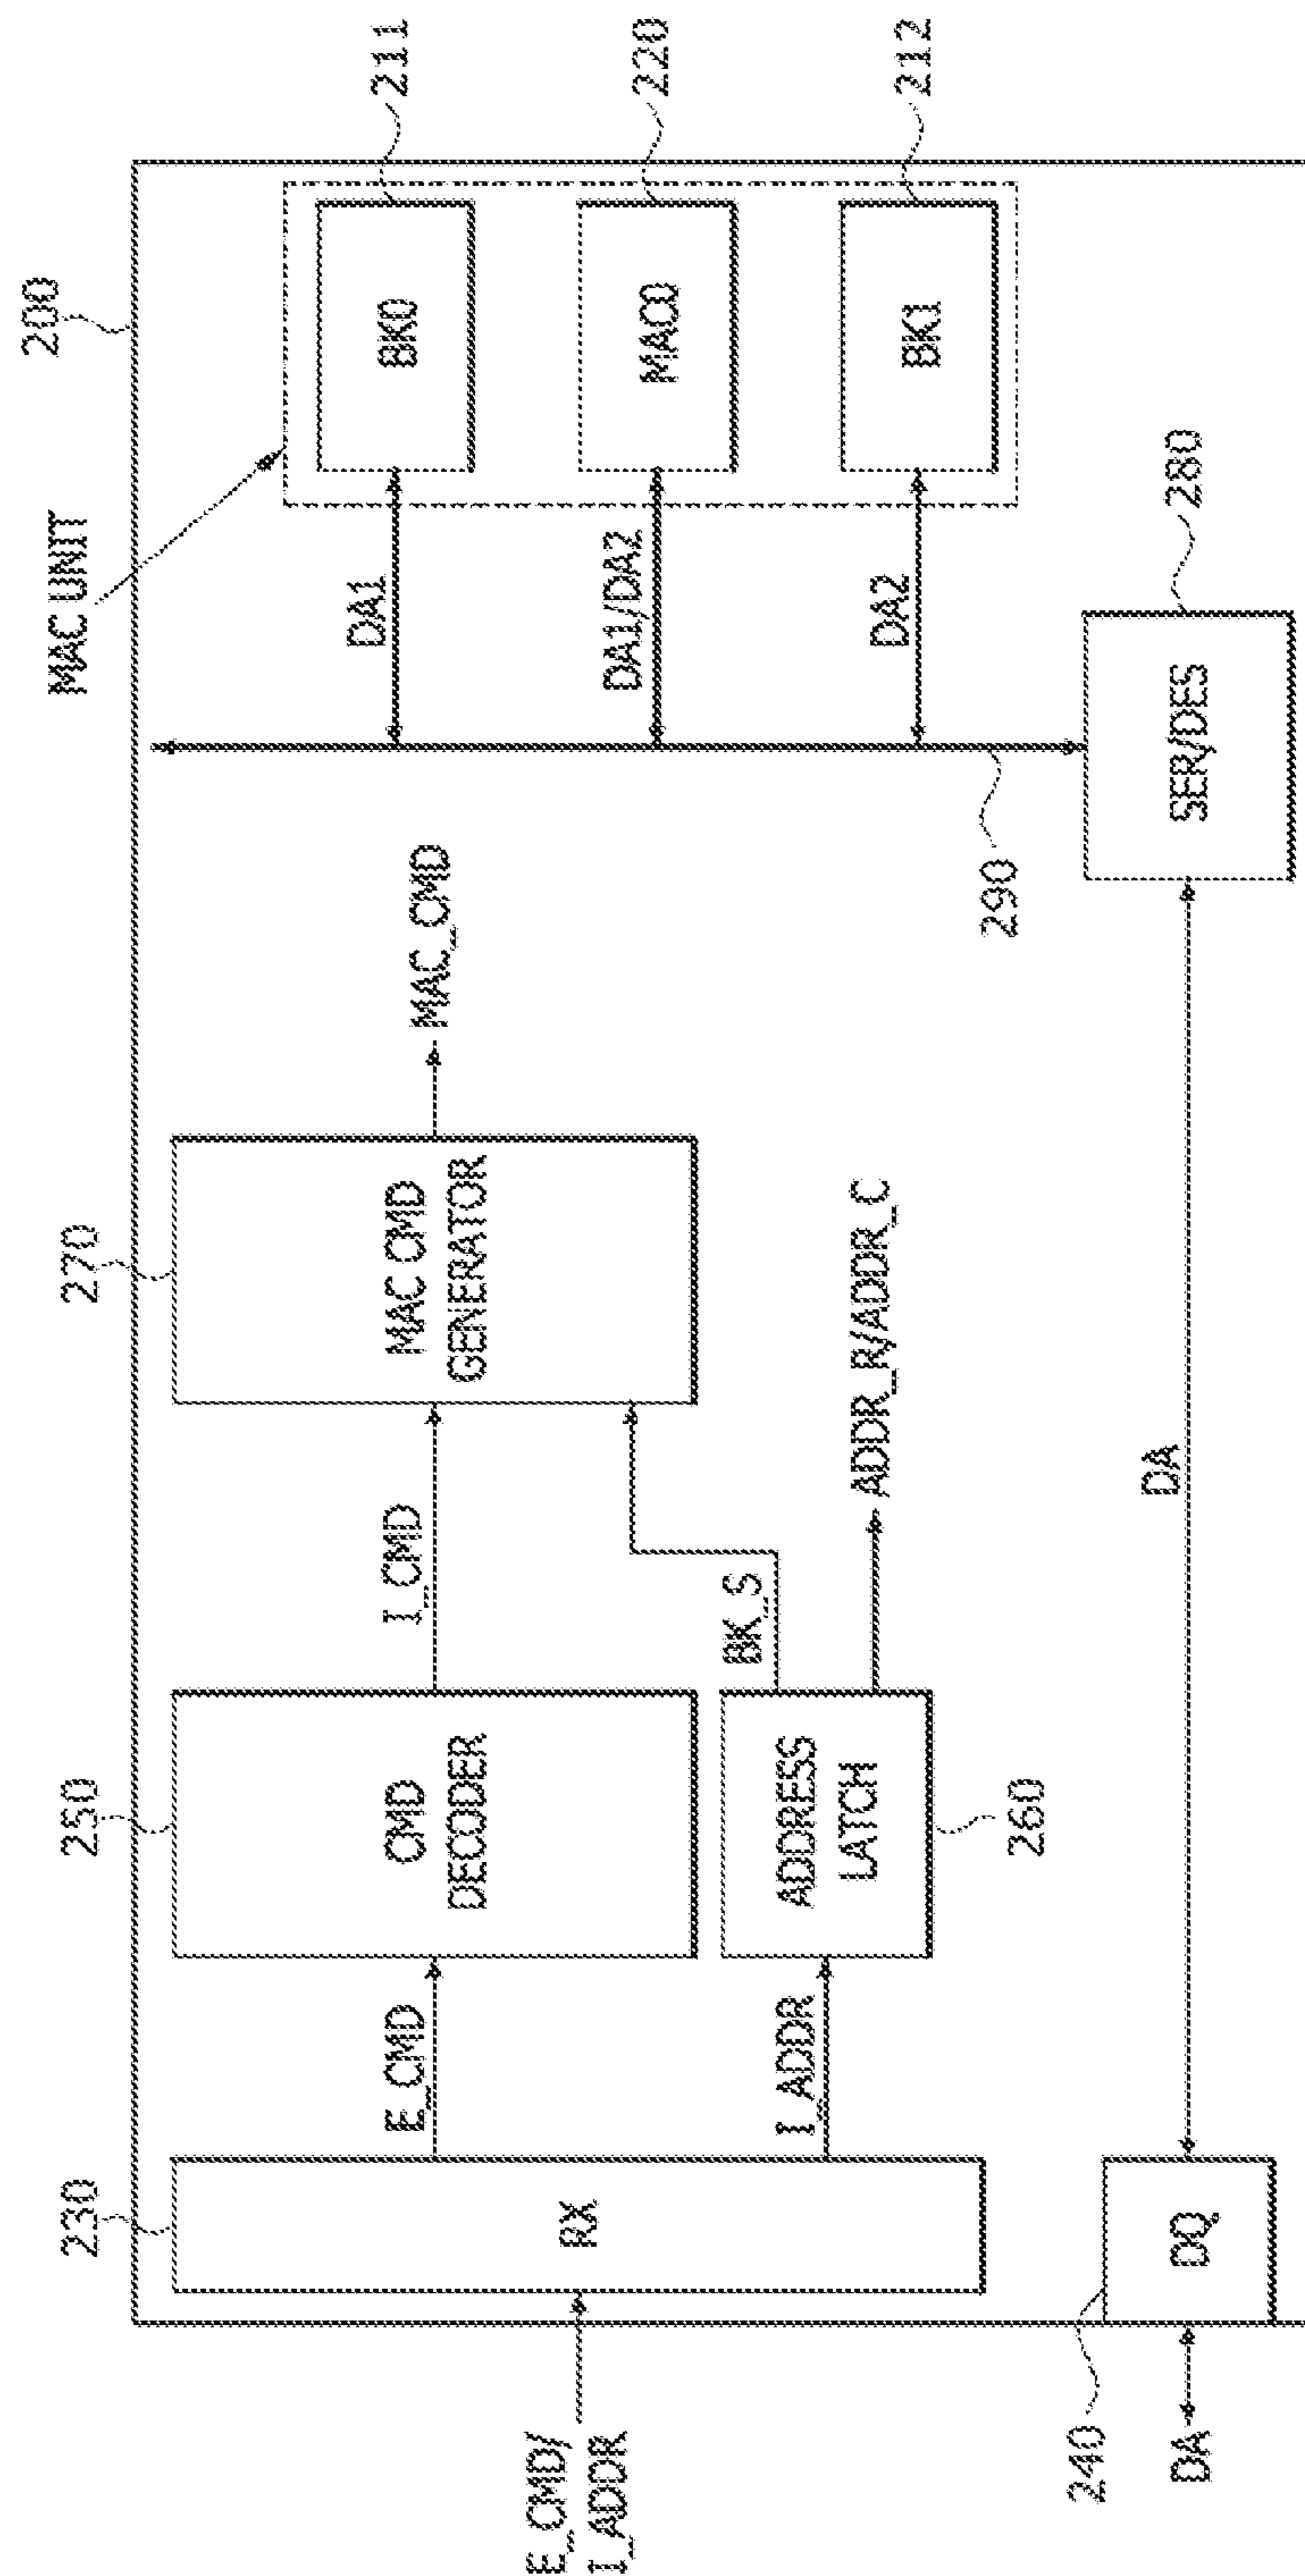 200
MAC UNIT
BK0
211
DA1
MAC0
220
DA1/DA2
BK1
212
DA2
290
SER/DES
280
270
MAC CMD
GENERATOR
MAC_CMD
I_CMD
BK_S
ADDR_R/ADDR_C
250
CMD
DECODER
ADDRESS
LATCH
260
E_CMD
I_ADDR
230
RX
E_CMD/
I_ADDR
DA
240
DQ
DA